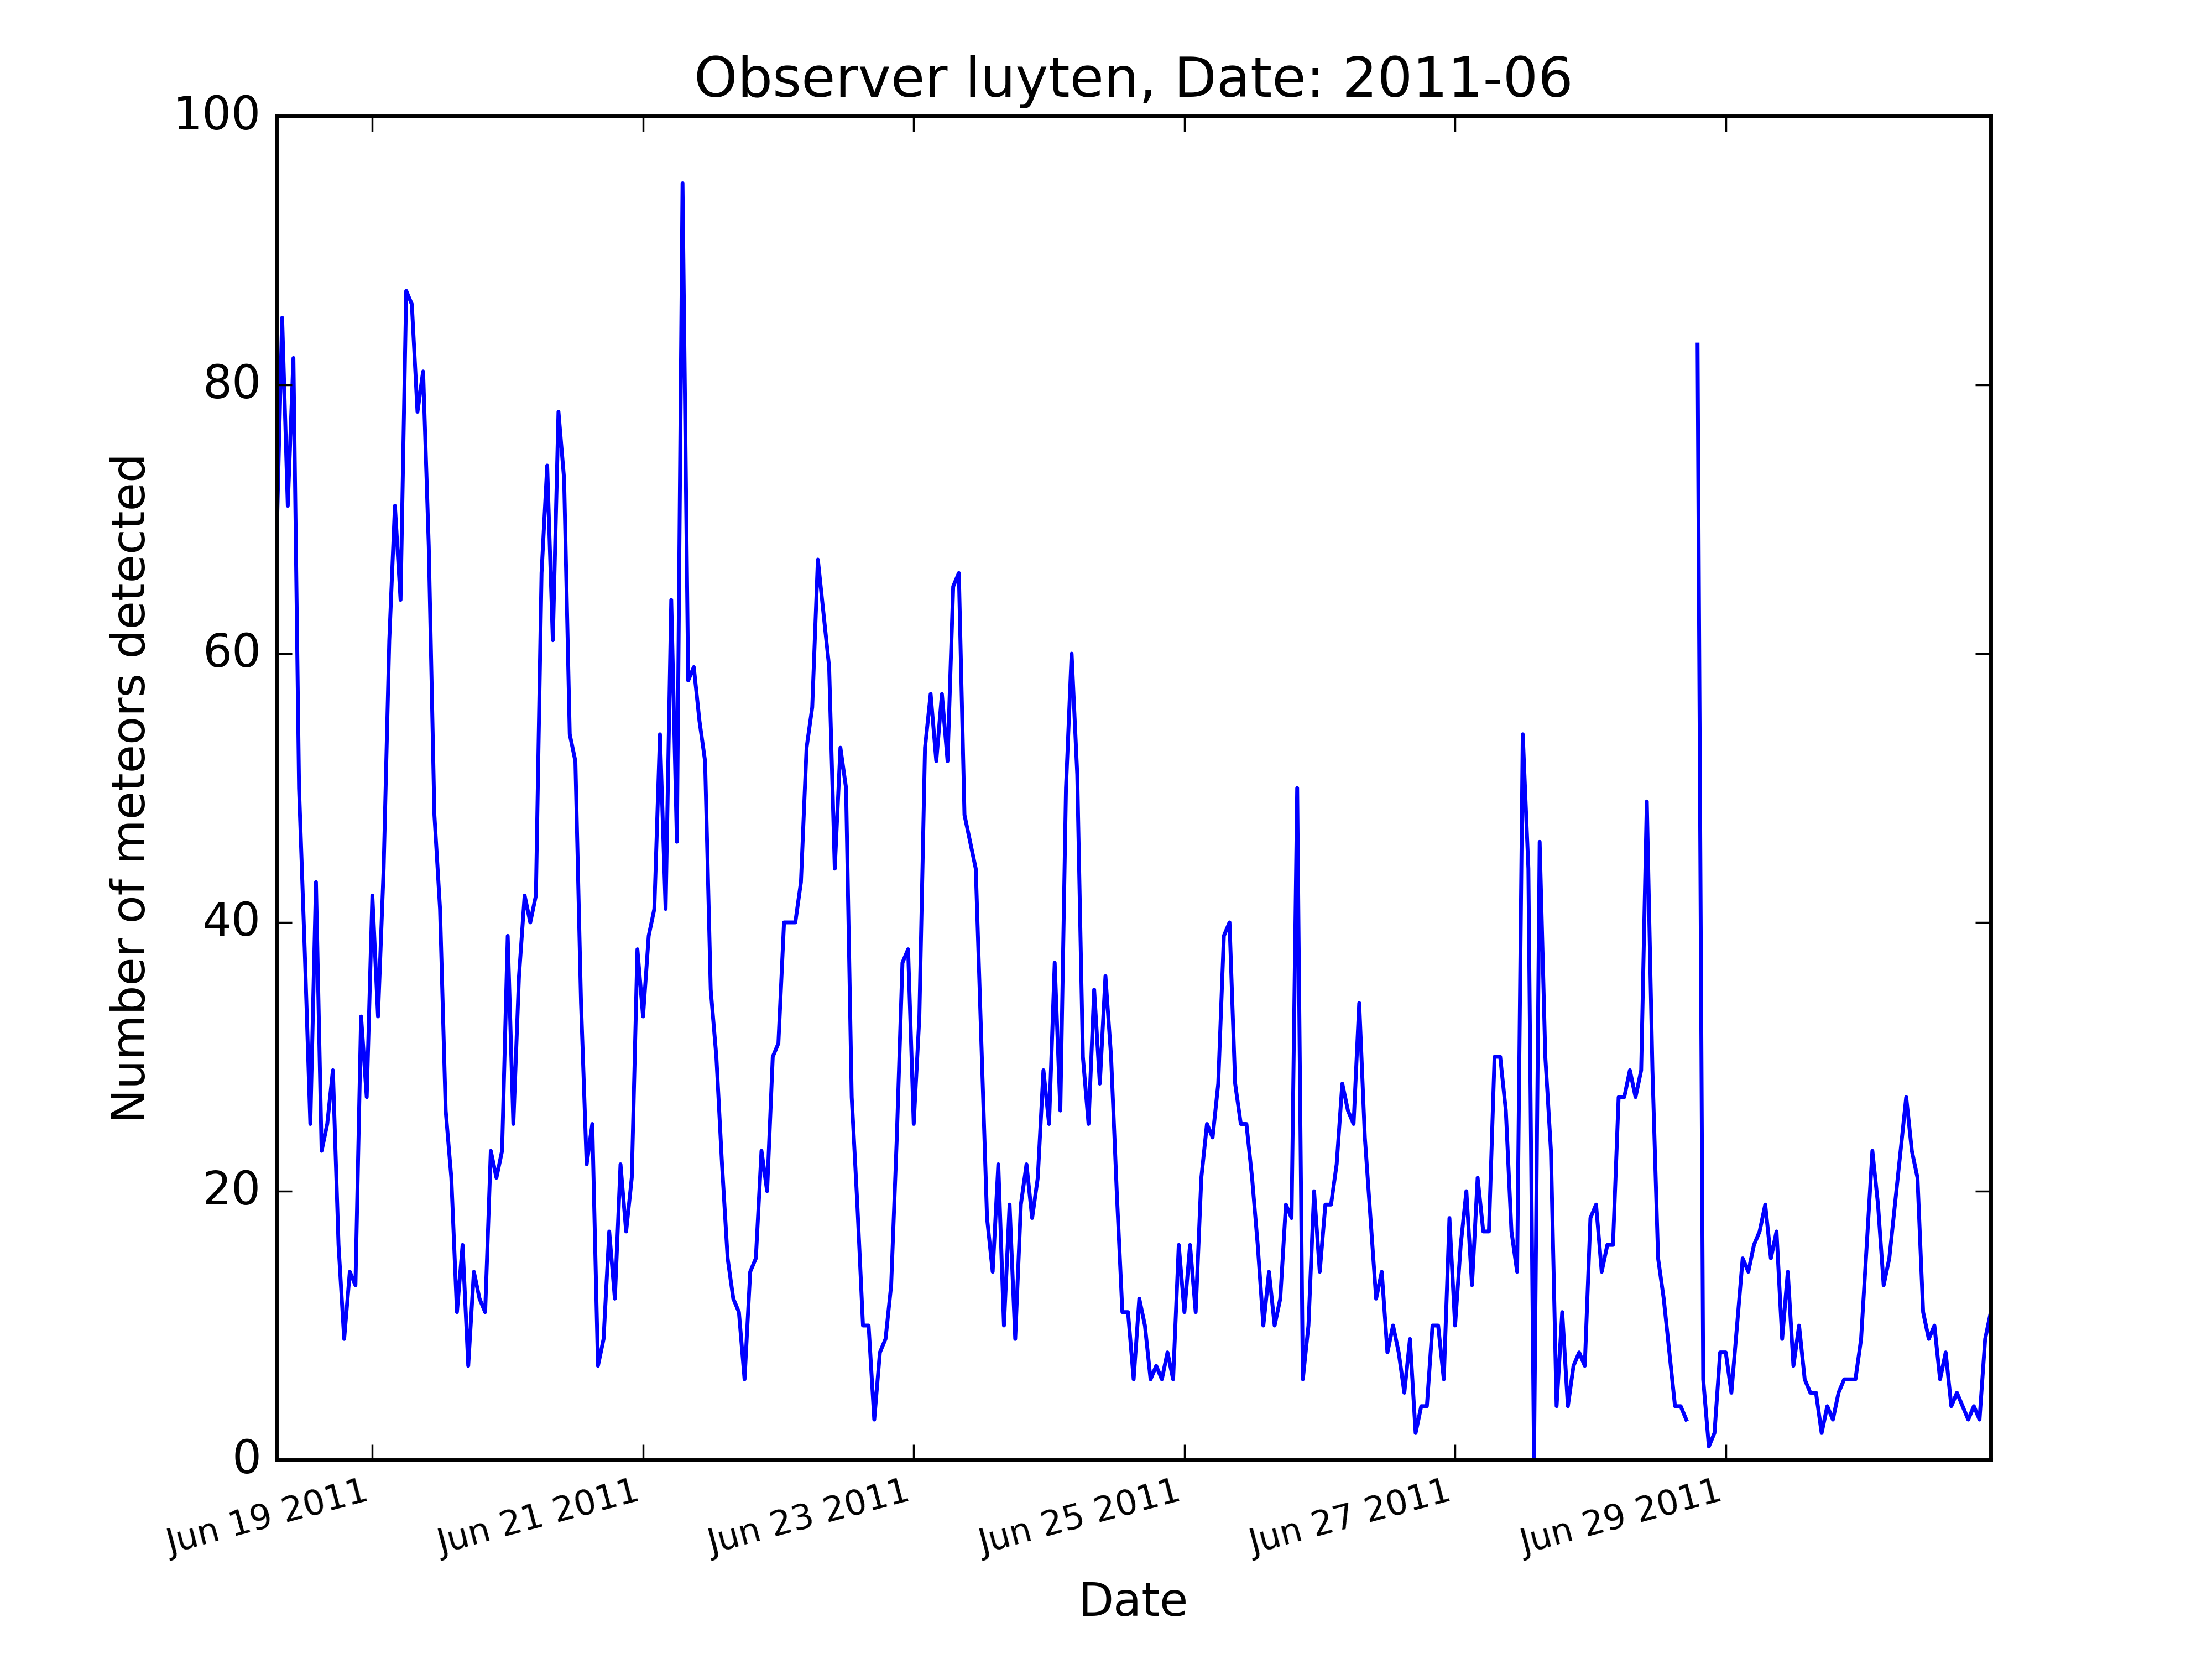 Observer luyten, Date: 2011-06
100
80
60
40
20
0
Number of meteors detected
Jun 19 2011
Jun 21 2011
Jun 23 2011
Jun 25 2011
Jun 27 2011
Jun 29 2011
Date